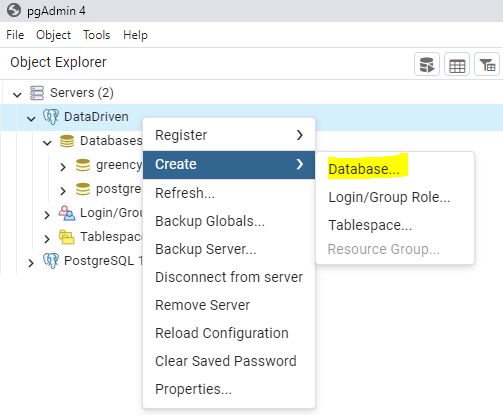 pgAdmin 4
File Object Tools Help
Object Explorer
Servers (2)
DataDriven
Databases
greency
postgre
Login/Grou
Tablespace
PostgreSQL 1
Register
Create
Refresh...
Backup Globals...
Backup Server...
Disconnect from server
Remove Server
Reload Configuration
Clear Saved Password
Properties...
Database...
Login/Group Role...
Tablespace...
Resource Group...